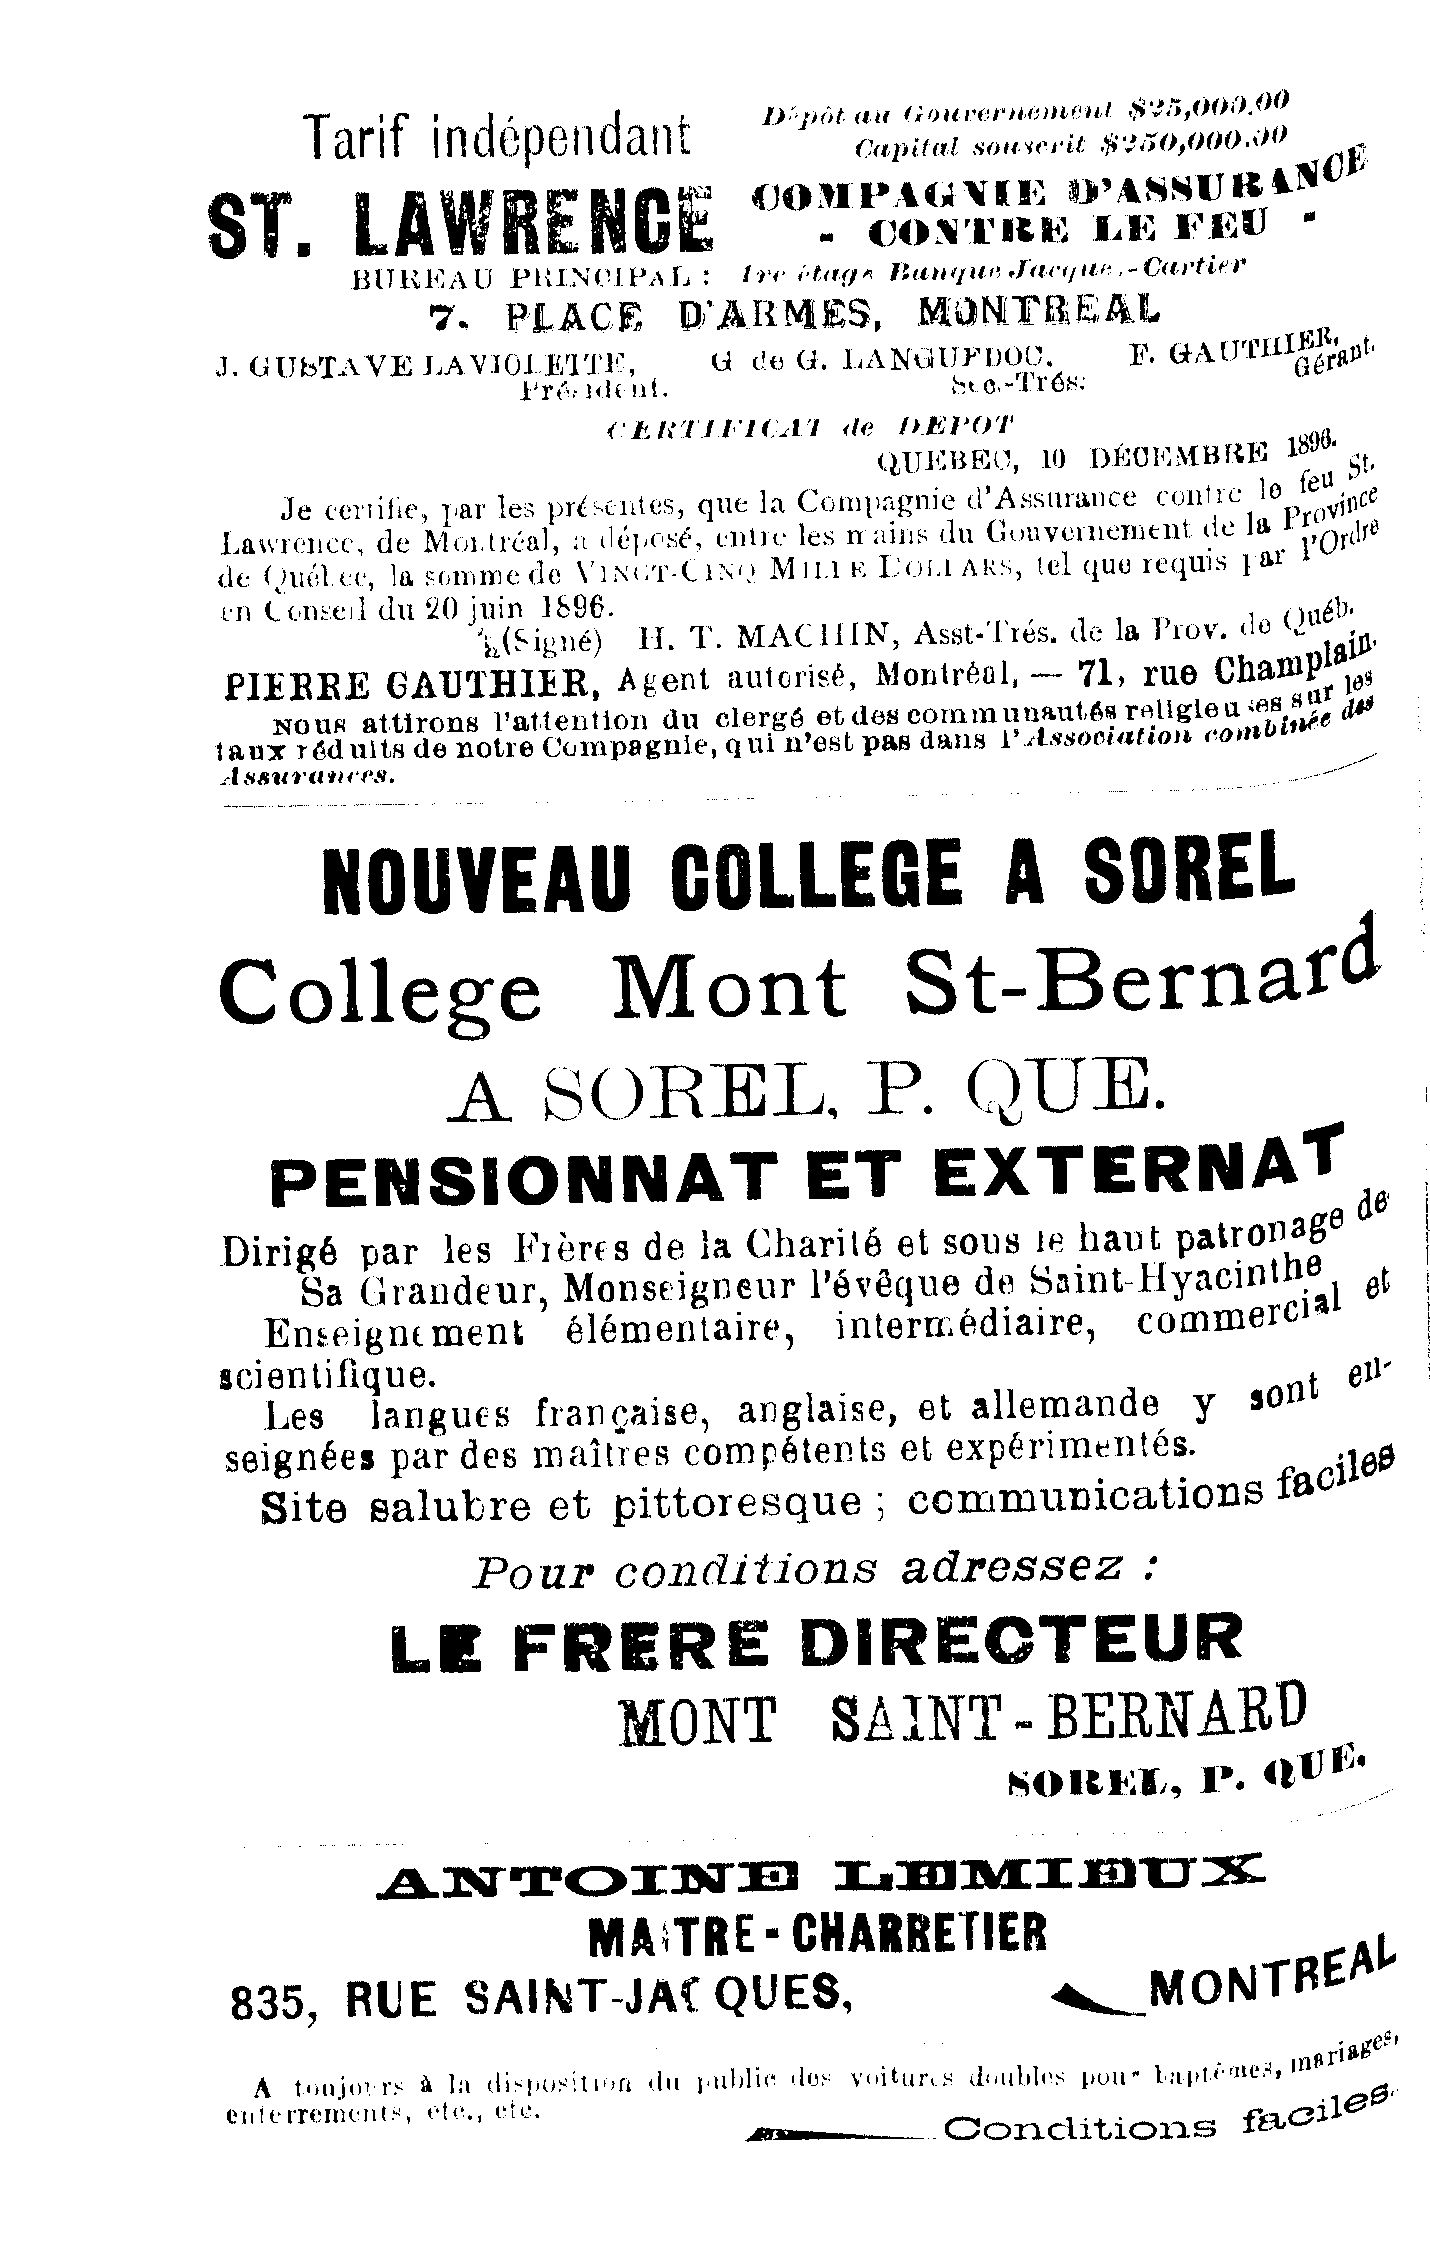 Tarif indépendant
Dépôt au Gouvernement $25,000.00
Capital souscrit $250,000.00
ST. LAWRENCE
COMPAGNIE D'ASSURANCE
- CONTRE LE FEU -
BUREAU PRINCIPAL : 1re étage Banque Jacque.-Cartier
7. PLACE D'ARMES, MONTREAL
J. GUSTAVE LAVIOLETTE, G de G. LANGUEDOC. F. GAUTHIER,
Président. Sec.-Trés: Gérant.
CERTIFICAT de DEPOT
QUEBEC, 10 DÉCEMBRE 1896.
Je certifie, par les présentes, que la Compagnie d'Assurance contre le feu St.
Lawrence, de Montréal, a déposé, entre les mains du Gouvernement de la Province
de Québec, la somme de VINGT-CINQ MILLE DOLLARS, tel que requis par l'Ordre
en Conseil du 20 juin 1896.
(Signé) H. T. MACHIN, Asst-Trés. de la Prov. de Québ.
PIERRE GAUTHIER, Agent autorisé, Montréal, — 71, rue Champlain.
Nous attirons l'attention du clergé et des communautés religieuses sur les
taux réduits de notre Compagnie, qui n'est pas dans l'Association combinée des
Assurances.
NOUVEAU COLLEGE A SOREL
College Mont St-Bernard
A SOREL, P. QUE.
PENSIONNAT ET EXTERNAT
Dirigé par les Frères de la Charité et sous le haut patronage de
Sa Grandeur, Monseigneur l'évêque de Saint-Hyacinthe
Enseignement élémentaire, intermédiaire, commercial et
scientifique.
Les langues française, anglaise, et allemande y sont en-
seignées par des maîtres compétents et expérimentés.
Site salubre et pittoresque ; communications faciles
Pour conditions adressez :
LE FRERE DIRECTEUR
MONT SAINT-BERNARD
SOREL, P. QUE.
ANTOINE LEMIEUX
MAITRE-CHARRETIER
835, RUE SAINT-JACQUES, MONTREAL
A toujours à la disposition du public des voitures doubles pour baptêmes, mariages,
enterrements, etc., etc.
Conditions faciles.